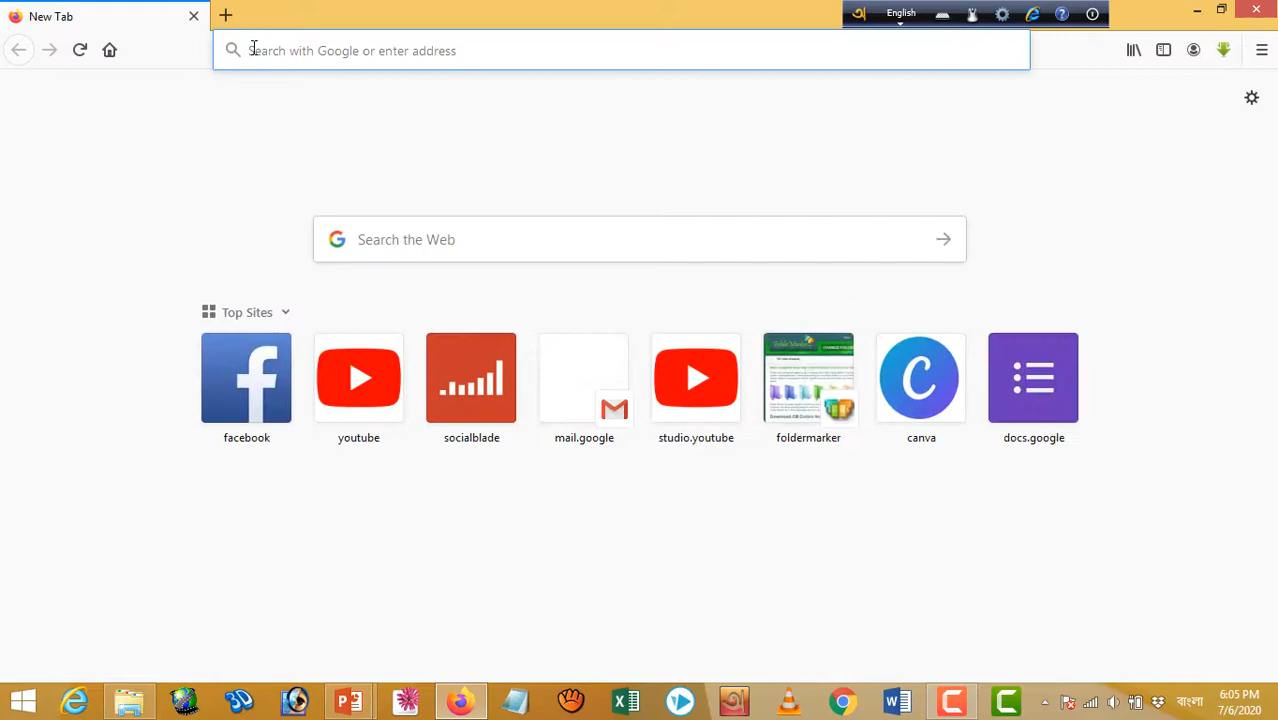 New Tab
অ English
Search with Google or enter address
Search the Web
Top Sites
facebook
youtube
socialblade
mail.google
studio.youtube
foldermarker
canva
docs.google
6:05 PM
বাংলা
7/6/2020